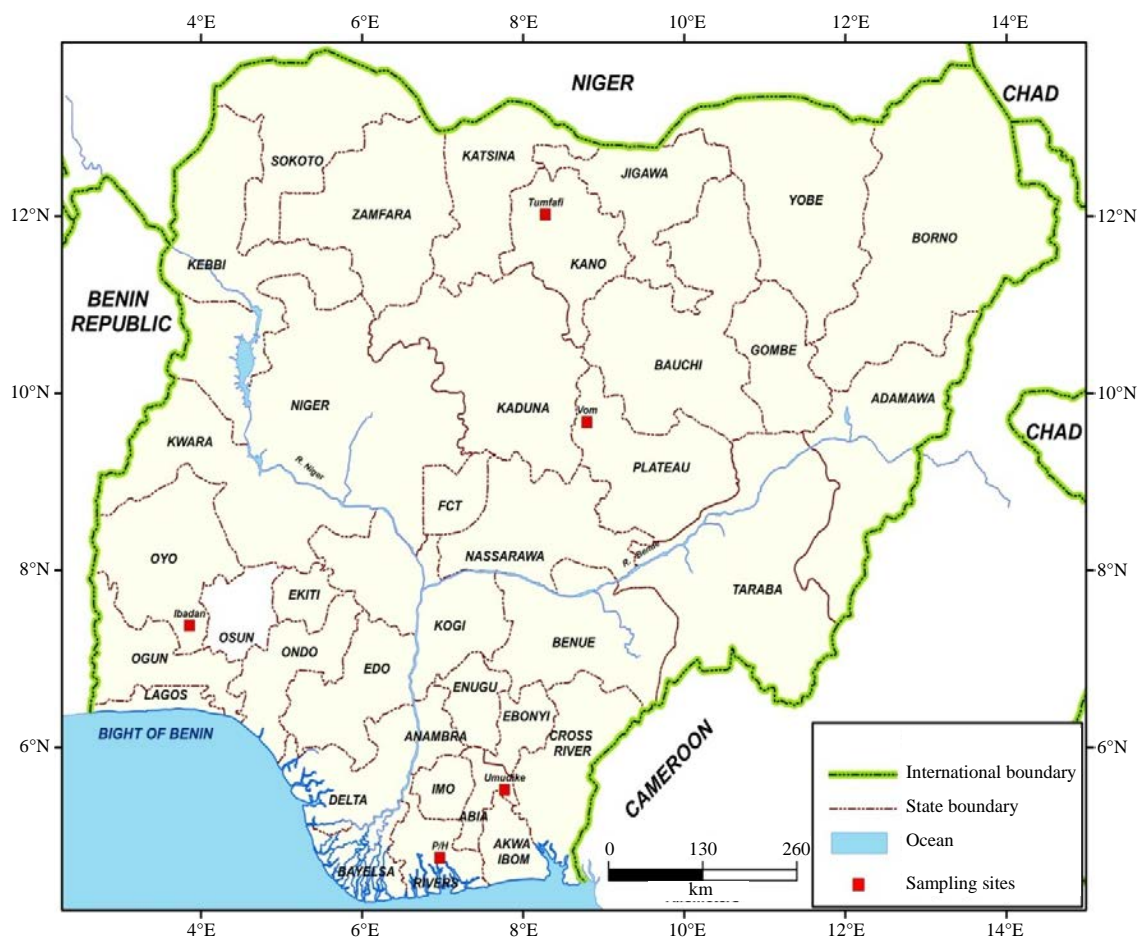 4°E 6°E 8°E 10°E 12°E 14°E
NIGER
CHAD
KATSINA
SOKOTO
JIGAWA
YOBE
Tumfafi
12°N
12°N
ZAMFARA
BORNO
KANO
KEBBI
BENIN
REPUBLIC
GOMBE
BAUCHI
10°N
10°N
NIGER
KADUNA
ADAMAWA
Vom
CHAD
KWARA
R. Niger
PLATEAU
FCT
OYO
NASSARAWA
R. Benue
8°N
8°N
EKITI
TARABA
Ibadan
OSUN
KOGI
BENUE
OGUN
ONDO
EDO
LAGOS
ENUGU
EBONYI
BIGHT OF BENIN
ANAMBRA
CROSS
RIVER
6°N
6°N
CAMEROON
International boundary
State boundary
Ocean
Sampling sites
Umudike
IMO
DELTA
ABIA
P/H
AKWA
IBOM
BAYELSA
RIVERS
0 130 260
km
4°E 6°E 8°E 10°E 12°E 14°E